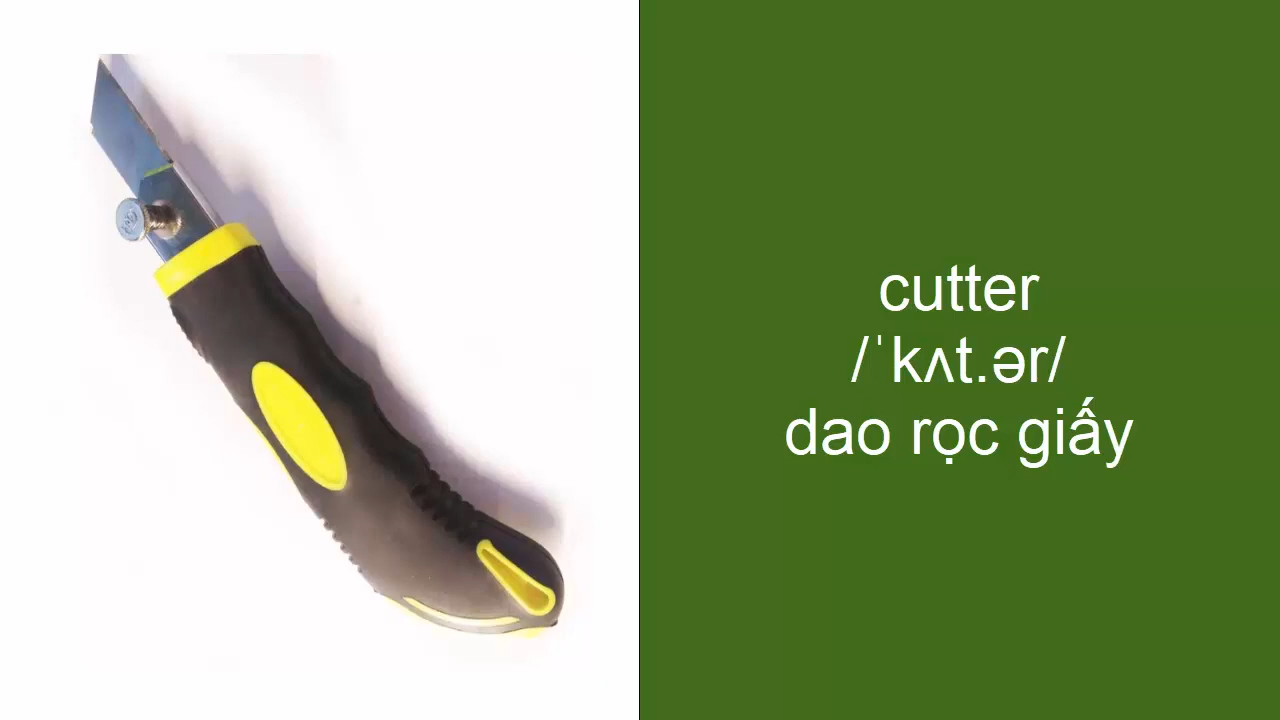 cutter
/ˈkʌt.ər/
dao rọc giấy